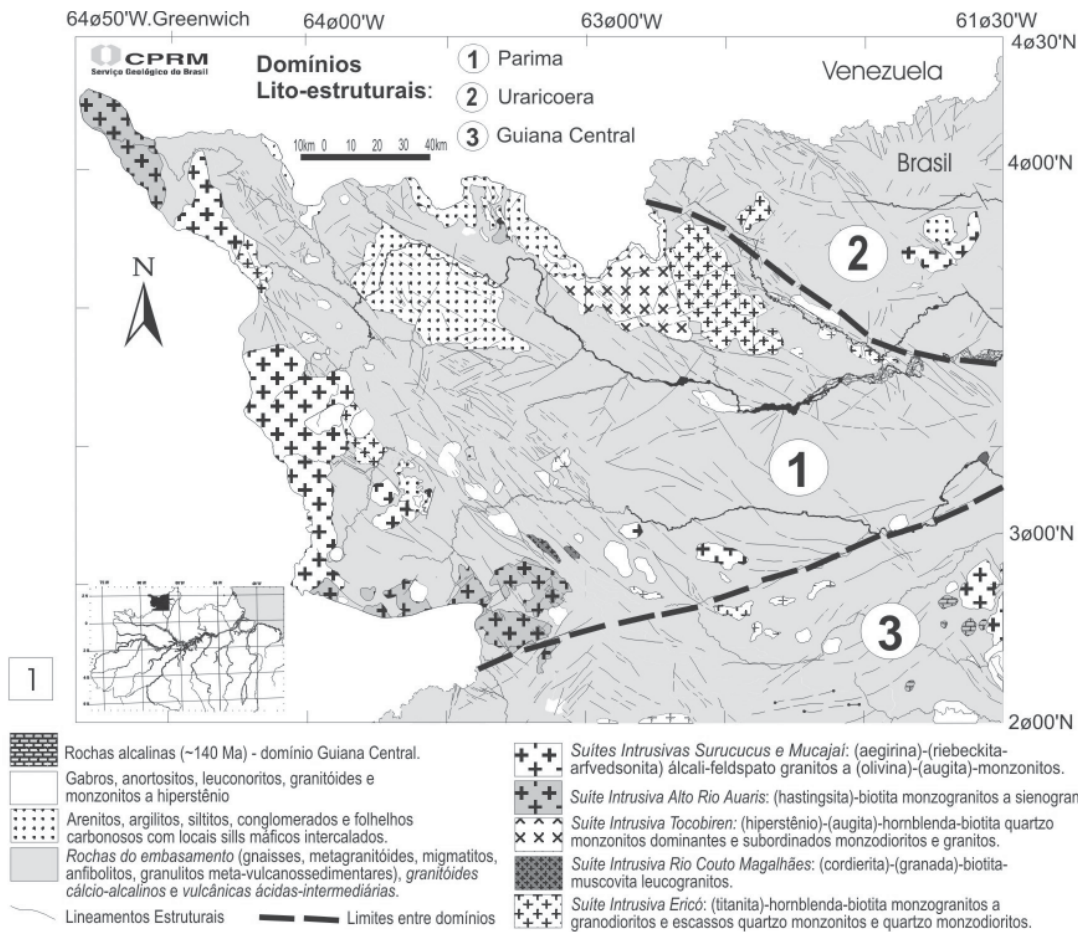 64ø50'W.Greenwich
64ø00'W
63ø00'W
61ø30'W
4ø30'N
CPRM
Serviço Geológico do Brasil
Domínios
Lito-estruturais:
1 Parima
2 Uraricoera
3 Guiana Central
Venezuela
10km 0 10 20 30 40km
Brasil
4ø00'N
N
2
1
3ø00'N
3
1
2ø00'N
Rochas alcalinas (~140 Ma) - domínio Guiana Central.
Gabros, anortositos, leuconoritos, granitóides e
monzonitos a hiperstênio
Arenitos, argilitos, siltitos, conglomerados e folhelhos
carbonosos com locais sills máficos intercalados.
Rochas do embasamento (gnaisses, metagranitóides, migmatitos,
anfibolitos, granulitos meta-vulcanossedimentares), granitóides
cálcio-alcalinos e vulcânicas ácidas-intermediárias.
Lineamentos Estruturais
Limites entre domínios
Suítes Intrusivas Surucucus e Mucajaí: (aegirina)-(riebeckita-
arfvedsonita) álcali-feldspato granitos a (olivina)-(augita)-monzonitos.
Suíte Intrusiva Alto Rio Auaris: (hastingsita)-biotita monzogranitos a sienogran
Suíte Intrusiva Tocobiren: (hiperstênio)-(augita)-hornblenda-biotita quartzo
monzonitos dominantes e subordinados monzodioritos e granitos.
Suíte Intrusiva Rio Couto Magalhães: (cordierita)-(granada)-biotita-
muscovita leucogranitos.
Suíte Intrusiva Ericó: (titanita)-hornblenda-biotita monzogranitos a
granodioritos e escassos quartzo monzonitos e quartzo monzodioritos.